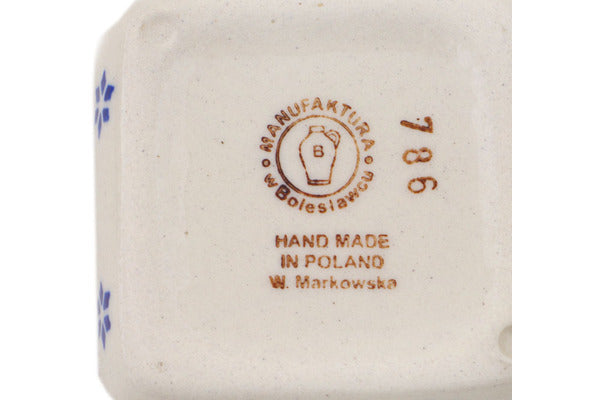 MANUFAKTURA
B
w Bolesławcu
HAND MADE
IN POLAND
W. Markowska
786